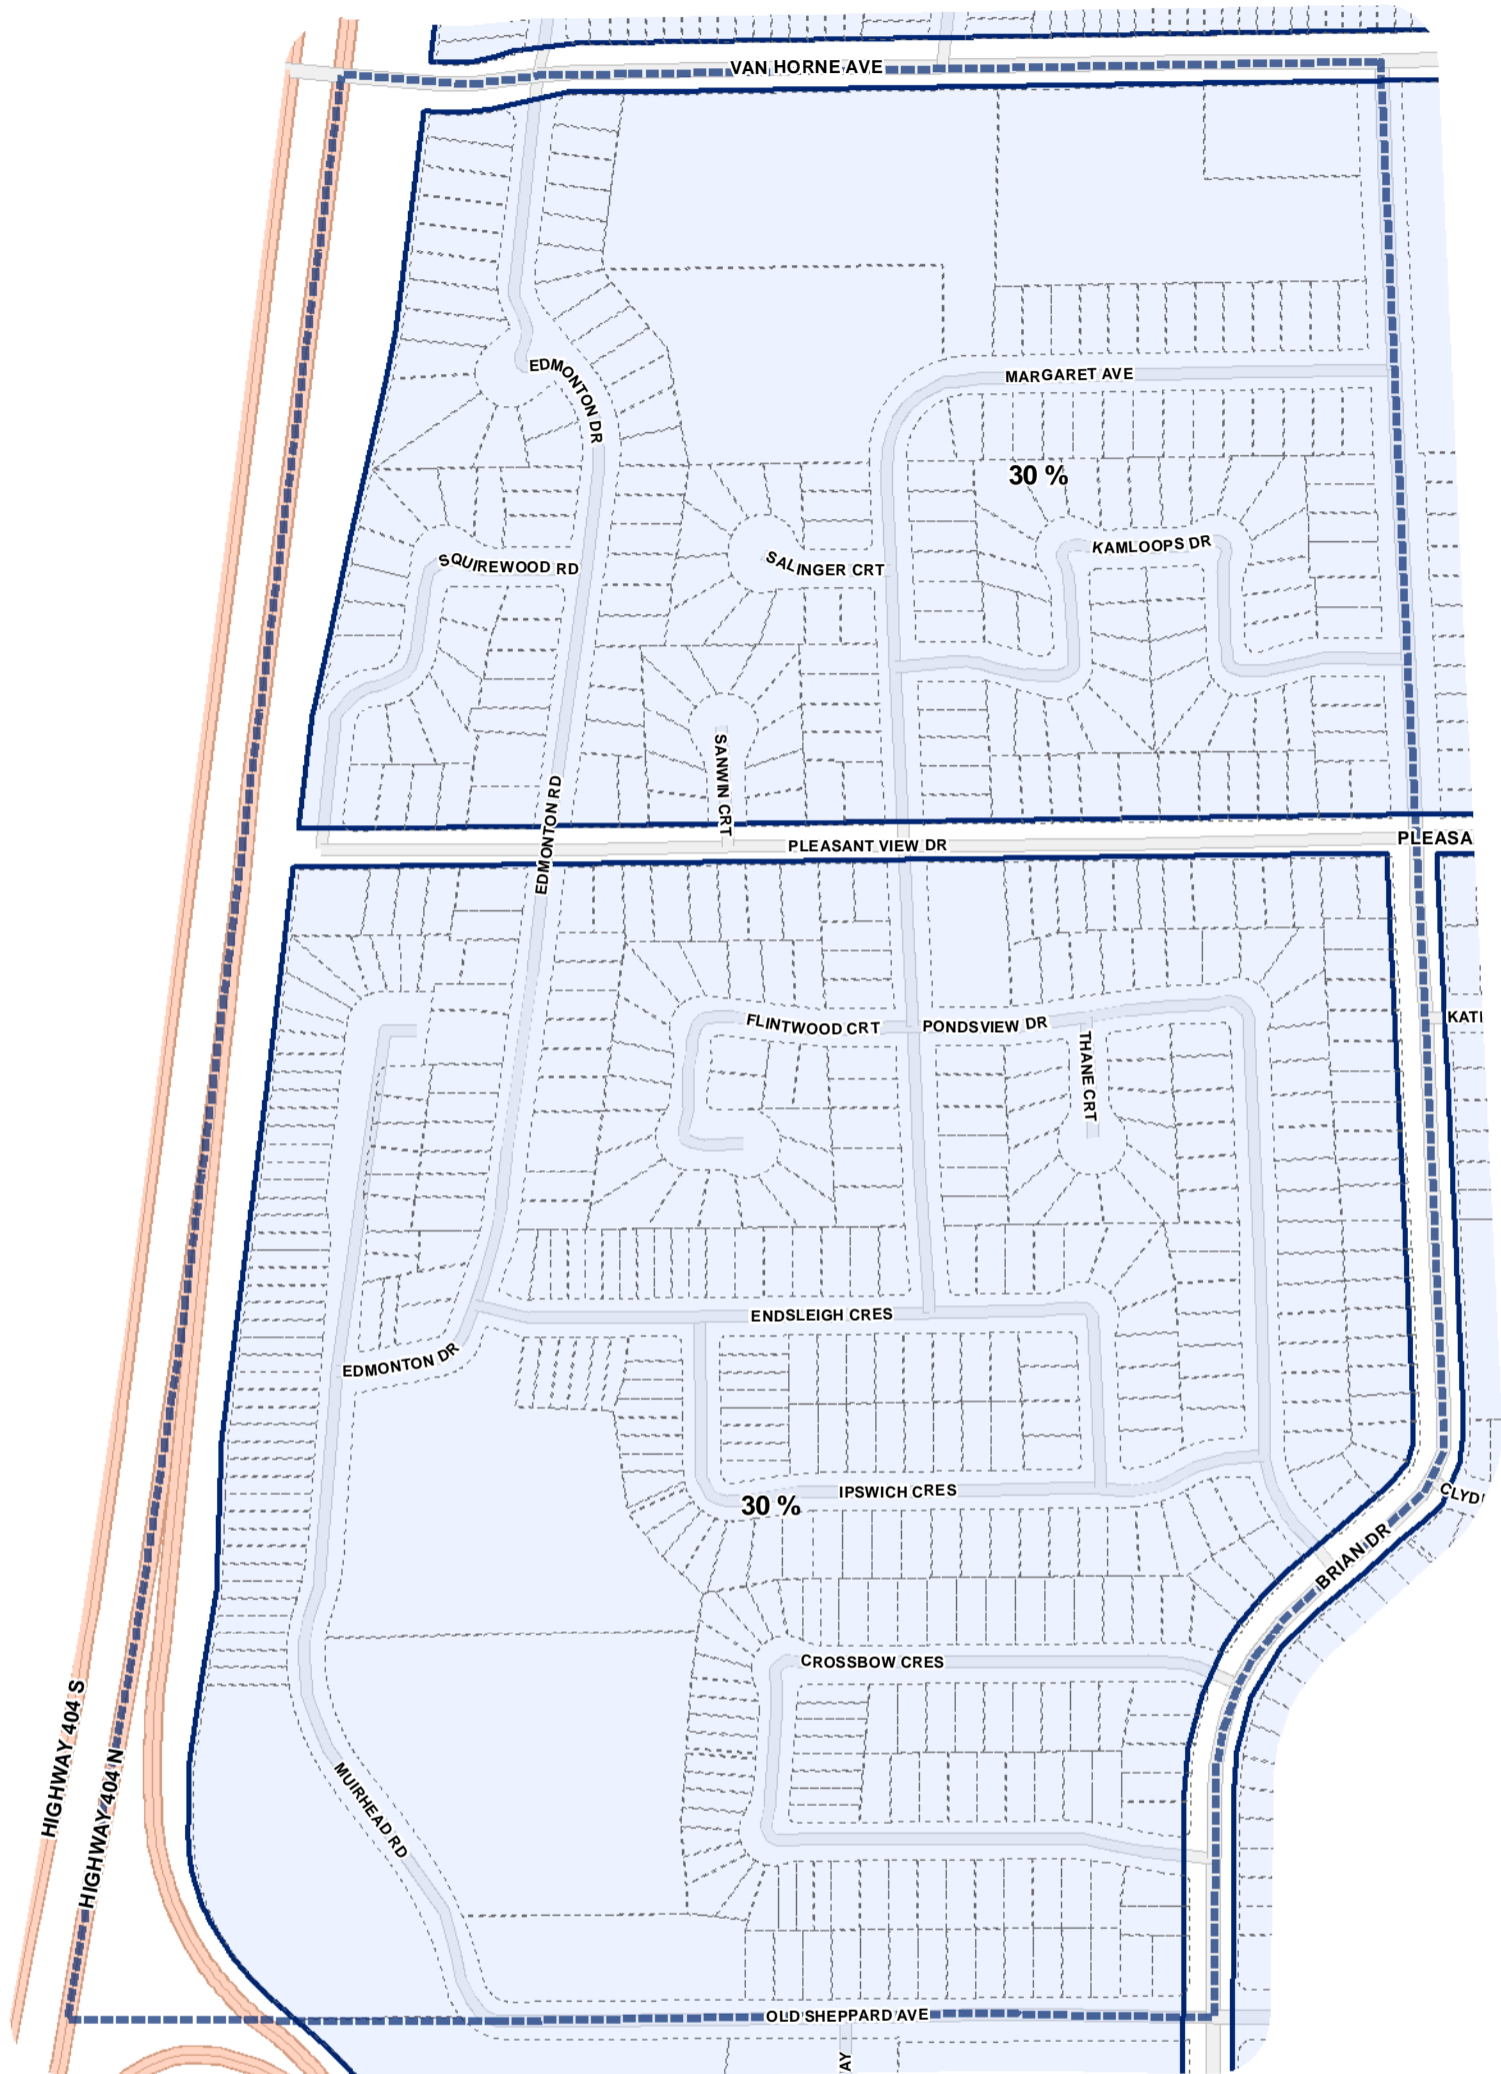 VAN HORNE AVE
EDMONTON DR
MARGARET AVE
30 %
SQUIREWOOD RD
SALINGER CRT
KAMLOOPS DR
SANWIN CRT
EDMONTON RD
PLEASANT VIEW DR
PLEASA
FLINTWOOD CRT
PONDSVIEW DR
THANE CRT
KATI
ENDSLEIGH CRES
EDMONTON DR
IPSWICH CRES
30 %
CLYD
BRIAN DR
CROSSBOW CRES
HIGHWAY 404 S
HIGHWAY 404 N
MUIRHEAD RD
OLD SHEPPARD AVE
AY